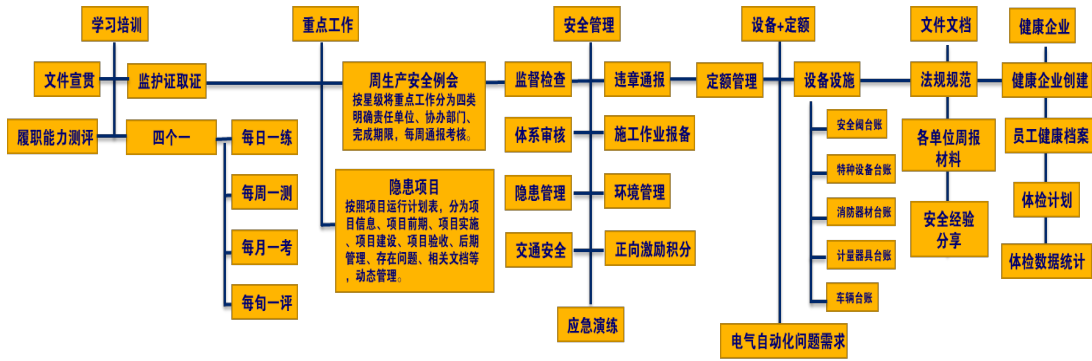 学习培训
文件宣贯
监护证取证
履职能力测评
四个一
每日一练
每周一测
每月一考
每旬一评
重点工作
周生产安全例会
按星级将重点工作分为四类
明确责任单位、协办部门、
完成期限，每周通报考核。
隐患项目
按照项目运行计划表，分为项
目信息、项目前期、项目实施
、项目建设、项目验收、后期
管理、存在问题、相关文档等
，动态管理。
安全管理
监督检查
违章通报
体系审核
施工作业报备
隐患管理
环境管理
交通安全
正向激励积分
应急演练
设备+定额
定额管理
设备设施
安全阀台账
特种设备台账
消防器材台账
计量器具台账
车辆台账
电气自动化问题需求
文件文档
法规规范
各单位周报
材料
安全经验
分享
健康企业
健康企业创建
员工健康档案
体检计划
体检数据统计